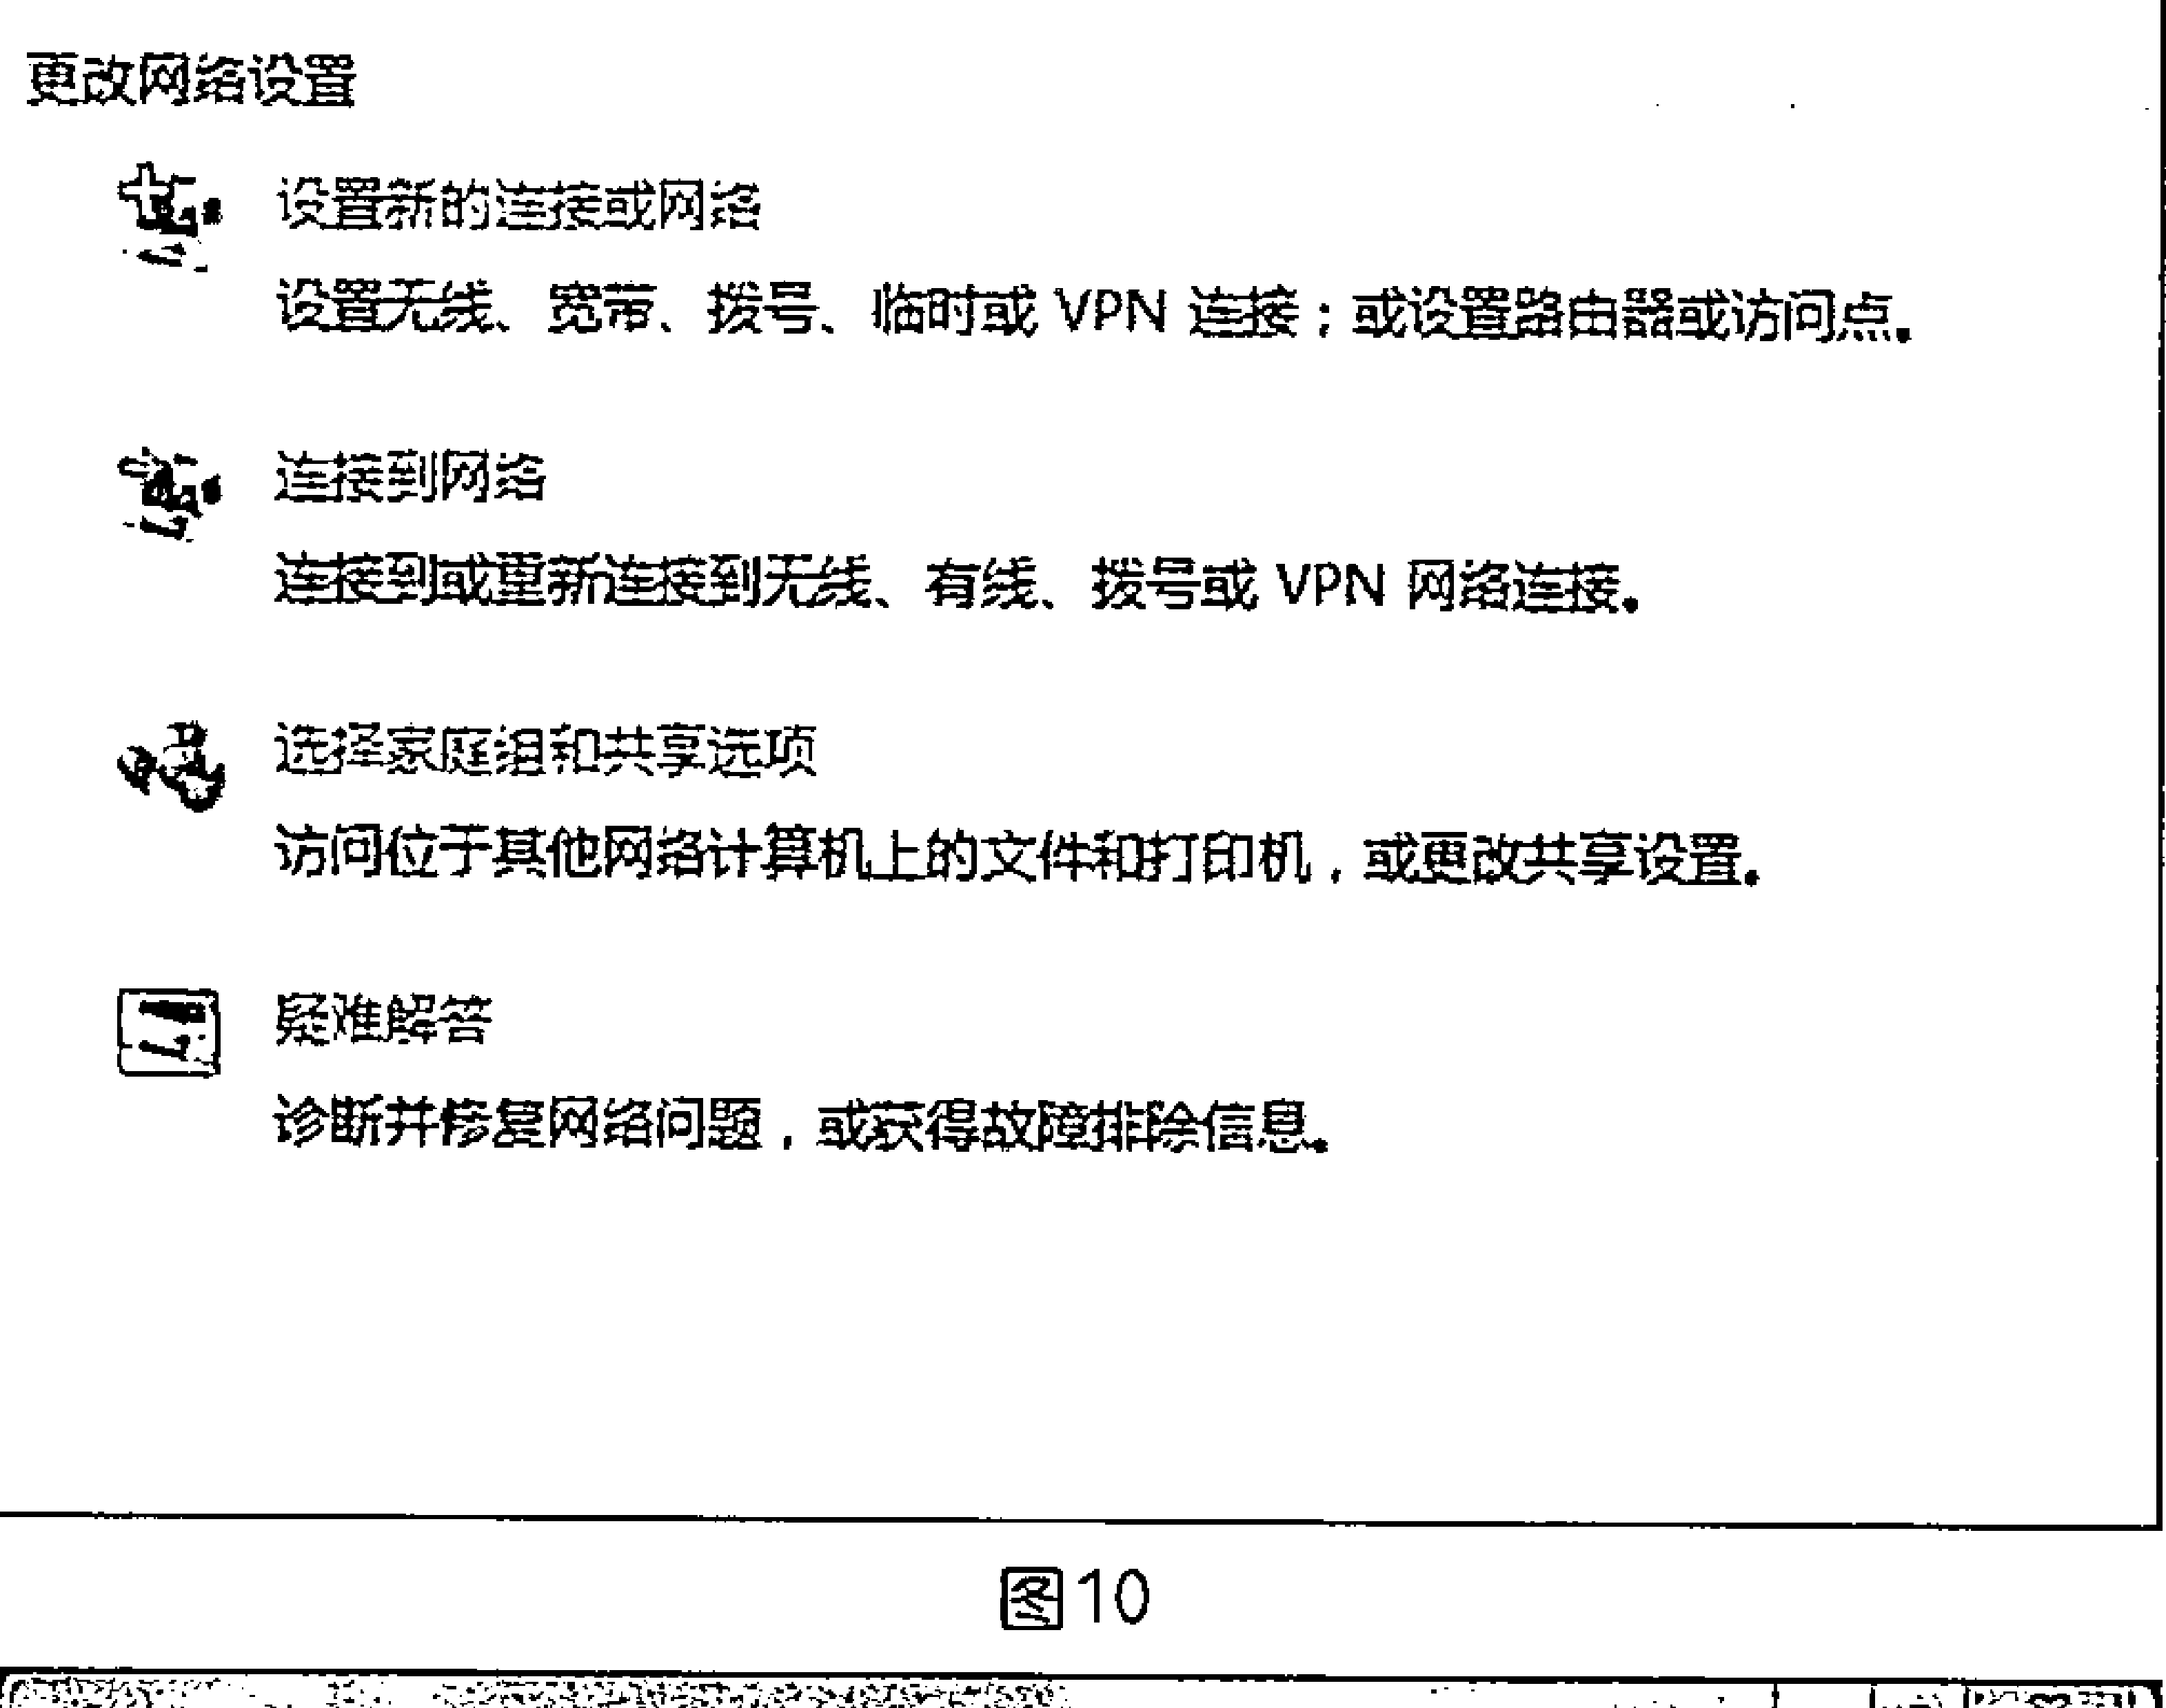 更改网络设置
设置新的连接或网络
设置无线、宽带、拨号、临时或 VPN 连接；或设置路由器或访问点。
连接到网络
连接到或重新连接到无线、有线、拨号或 VPN 网络连接。
选择家庭组和共享选项
访问位于其他网络计算机上的文件和打印机，或更改共享设置。
疑难解答
诊断并修复网络问题，或获得故障排除信息。
图10